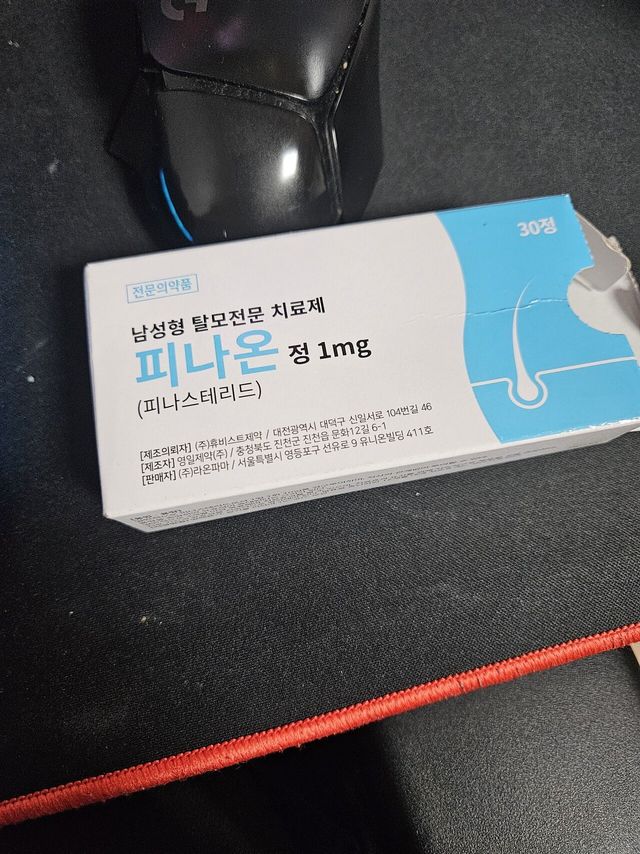 30정
전문의약품
남성형 탈모전문 치료제
피나온 정 1mg
(피나스테리드)
[제조의뢰자] (주)휴비스트제약 / 대전광역시 대덕구 신일서로 104번길 46
[제조자] 영일제약(주) / 충청북도 진천군 진천읍 문화12길 6-1
[판매자] (주)라온파마 / 서울특별시 영등포구 선유로 9 유니온빌딩 411호